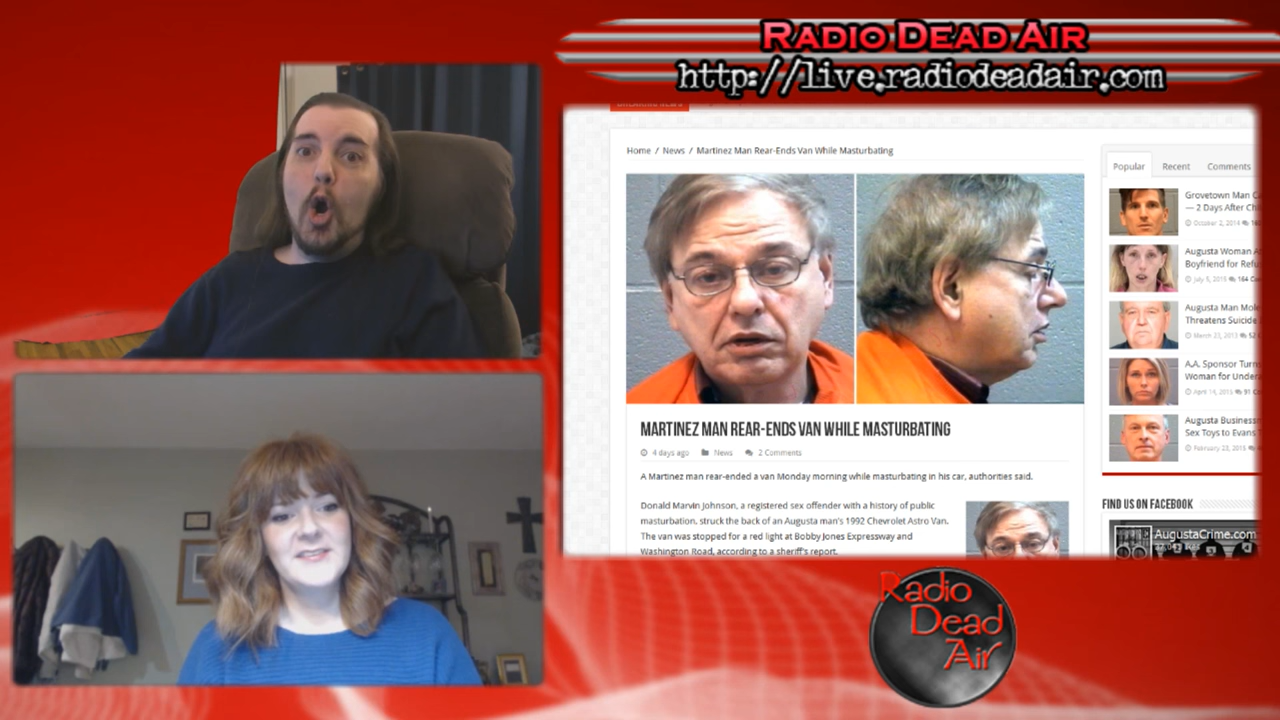 RADIO DEAD AIR
http://live.radiodeadair.com
Home / News / Martinez Man Rear-Ends Van While Masturbating
Popular Recent Comments
Grovetown Man
— 2 Days After
October 2, 2014
Augusta Woman
Boyfriend for
Augusta Man
Threatens Suicide
A.A. Sponsor Turns
Woman for
Augusta
Sex Toys to Evans
MARTINEZ MAN REAR-ENDS VAN WHILE MASTURBATING
4 days ago News 2 Comments
A Martinez man rear-ended a van Monday morning while masturbating in his car, authorities said.
Donald Marvin Johnson, a registered sex offender with a history of public
masturbation, struck the back of an Augusta man's 1992 Chevrolet Astro Van.
The van was stopped for a red light at Bobby Jones Expressway and
Washington Road, according to a sheriff's report.
FIND US ON FACEBOOK
AugustaCrime.com
Radio
Dead
Air